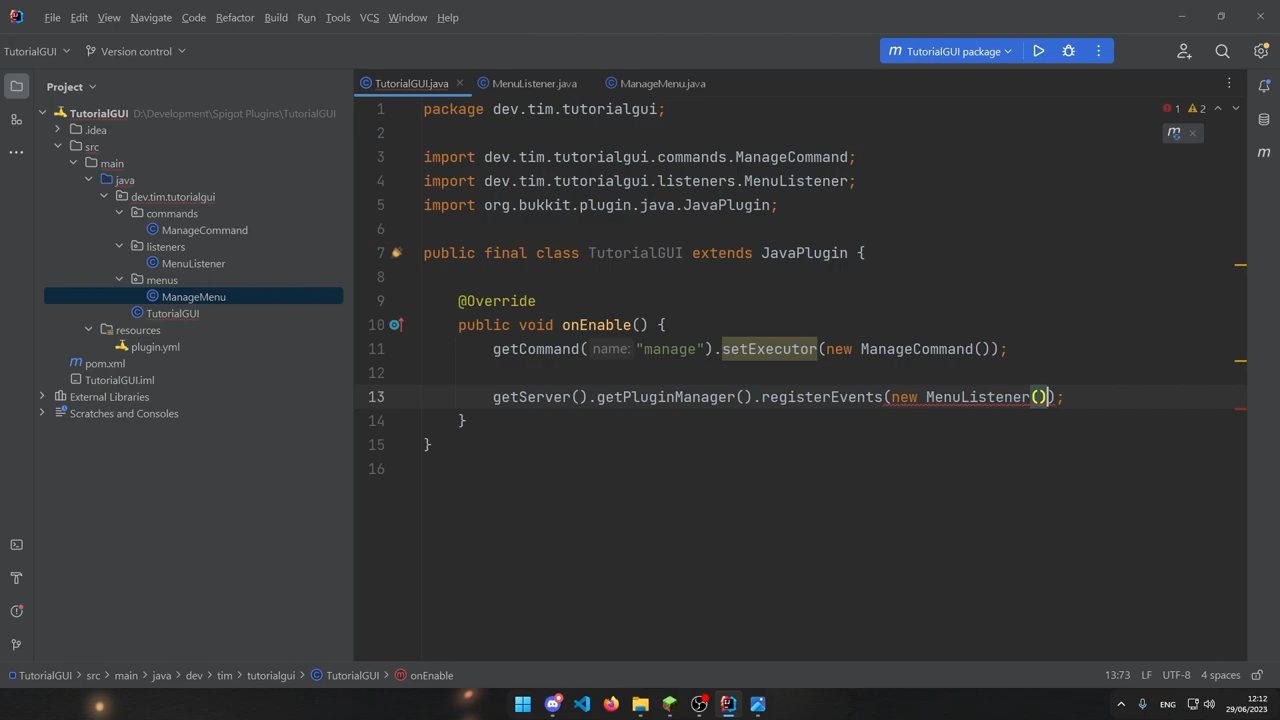 File Edit View Navigate Code Refactor Build Run Tools VCS Window Help
TutorialGUI Version control TutorialGUI package
Project
TutorialGUI D:\Development\Spigot Plugins\TutorialGUI
.idea
src
main
java
dev.tim.tutorialgui
commands
ManageCommand
listeners
MenuListener
menus
ManageMenu
TutorialGUI
resources
plugin.yml
pom.xml
TutorialGUI.iml
External Libraries
Scratches and Consoles
TutorialGUI.java MenuListener.java ManageMenu.java
1 2
1 package dev.tim.tutorialgui;
2
3 import dev.tim.tutorialgui.commands.ManageCommand;
4 import dev.tim.tutorialgui.listeners.MenuListener;
5 import org.bukkit.plugin.java.JavaPlugin;
6
7 public final class TutorialGUI extends JavaPlugin {
8
9 @Override
10 public void onEnable() {
11 getCommand( name: "manage").setExecutor(new ManageCommand());
12
13 getServer().getPluginManager().registerEvents(new MenuListener());
14 }
15 }
16
TutorialGUI src main java dev tim tutorialgui TutorialGUI onEnable 13:73 LF UTF-8 4 spaces
ENG 12:12
29/06/2023